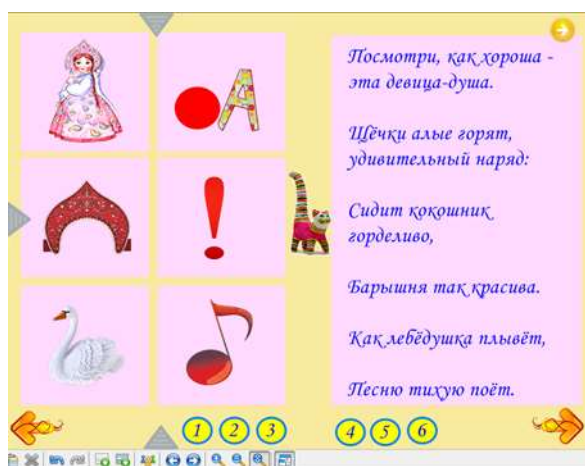 А
!
Посмотри, как хороша -
эта девица-душа.
Щёчки алые горят,
удивительный наряд:
Сидит кокошник
горделиво,
Барышня так красива.
Как лебёдушка плывёт,
Песню тихую поёт.
1 2 3 4 5 6